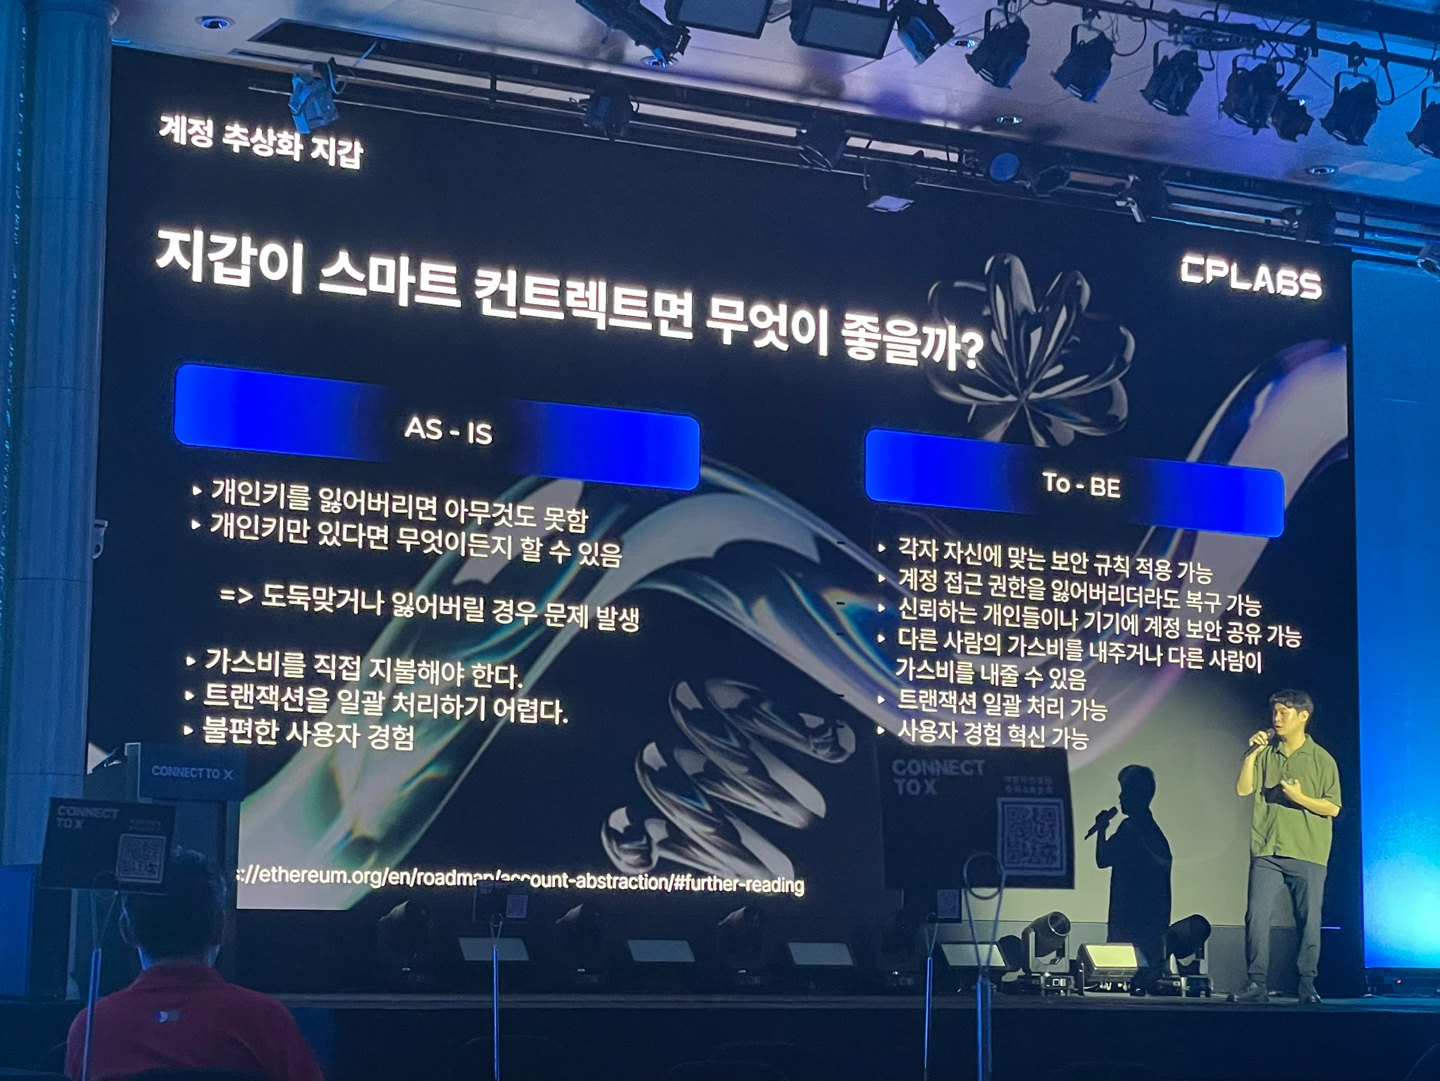 계정 추상화 지갑
CPLABS
지갑이 스마트 컨트렉트면 무엇이 좋을까?
AS - IS
▸ 개인키를 잃어버리면 아무것도 못함
▸ 개인키만 있다면 무엇이든지 할 수 있음
=> 도둑맞거나 잃어버릴 경우 문제 발생
▸ 가스비를 직접 지불해야 한다.
▸ 트랜잭션을 일괄 처리하기 어렵다.
▸ 불편한 사용자 경험
To - BE
▸ 각자 자신에 맞는 보안 규칙 적용 가능
▸ 계정 접근 권한을 잃어버리더라도 복구 가능
▸ 신뢰하는 개인들이나 기기에 계정 보안 공유 가능
▸ 다른 사람의 가스비를 내주거나 다른 사람이
가스비를 내줄 수 있음
▸ 트랜잭션 일괄 처리 가능
▸ 사용자 경험 혁신 가능
s://ethereum.org/en/roadmap/account-abstraction/#further-reading
CONNECT TO X
CONNECT
TO X
CONNECT
TO X